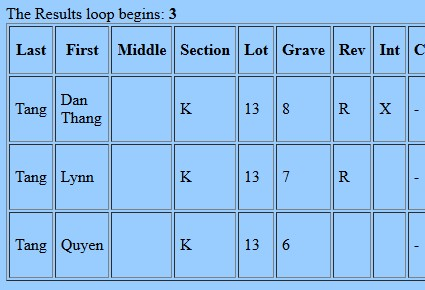 The Results loop begins: 3
Last First Middle Section Lot Grave Rev Int C
Tang Dan Thang K 13 8 R X -
Tang Lynn K 13 7 R -
Tang Quyen K 13 6 -